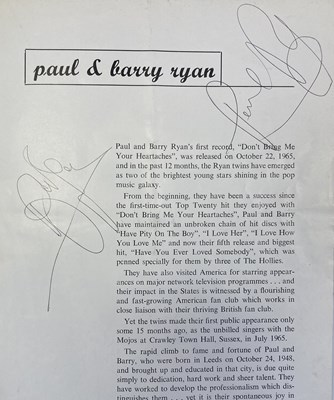 paul & barry ryan
Paul and Barry Ryan's first record, "Don't Bring Me
Your Heartaches", was released on October 22, 1965,
and in the past 12 months, the Ryan twins have emerged
as two of the brightest young stars shining in the pop
music galaxy.
From the beginning, they have been a success since
the first-time-out Top Twenty hit they enjoyed with
"Don't Bring Me Your Heartaches", Paul and Barry
have maintained an unbroken chain of hit discs with
"Have Pity On The Boy", "I Love Her", "I Love How
You Love Me" and now their fifth release and biggest
hit, "Have You Ever Loved Somebody", which was
penned specially for them by three of The Hollies.
They have also visited America for starring appear-
ances on major network television programmes . . . and
their impact in the States is witnessed by a flourishing
and fast-growing American fan club which works in
close liaison with their thriving British fan club.
Yet the twins made their first public appearance only
some 15 months ago, as the unbilled singers with the
Mojos at Crawley Town Hall, Sussex, in July 1965.
The rapid climb to fame and fortune of Paul and
Barry, who were born in Leeds on October 24, 1948,
and brought up and educated in that city, is due quite
simply to dedication, hard work and sheer talent. They
have worked to develop the professionalism which dis-
tinguishes them . . . yet it is their spontaneous joy in